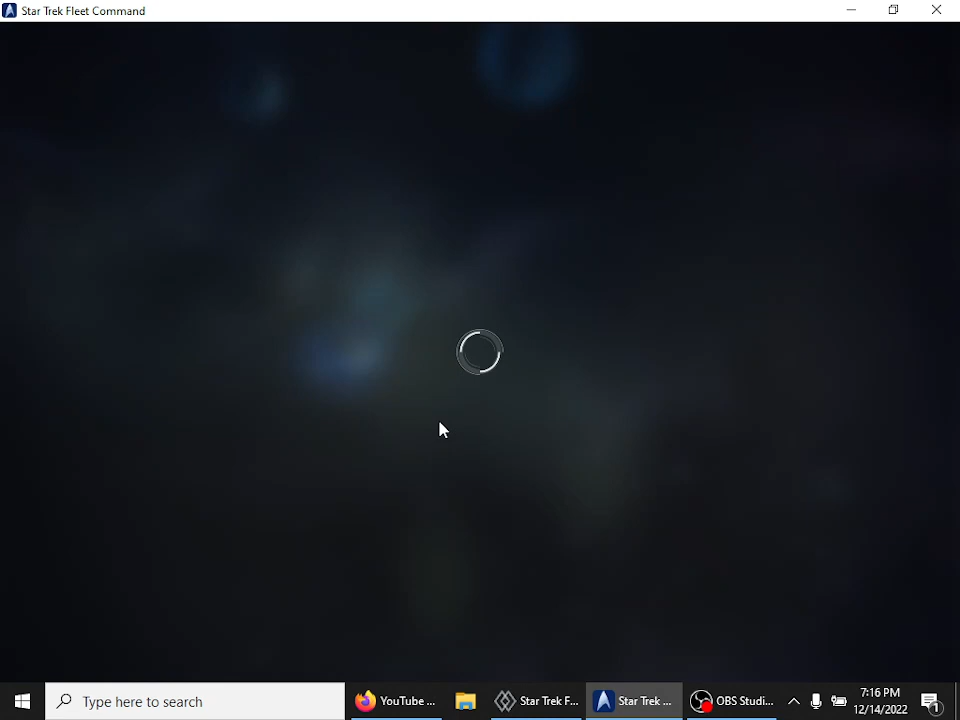 Star Trek Fleet Command
Type here to search
YouTube ...
Star Trek F...
Star Trek ...
OBS Studi...
7:16 PM
12/14/2022
1